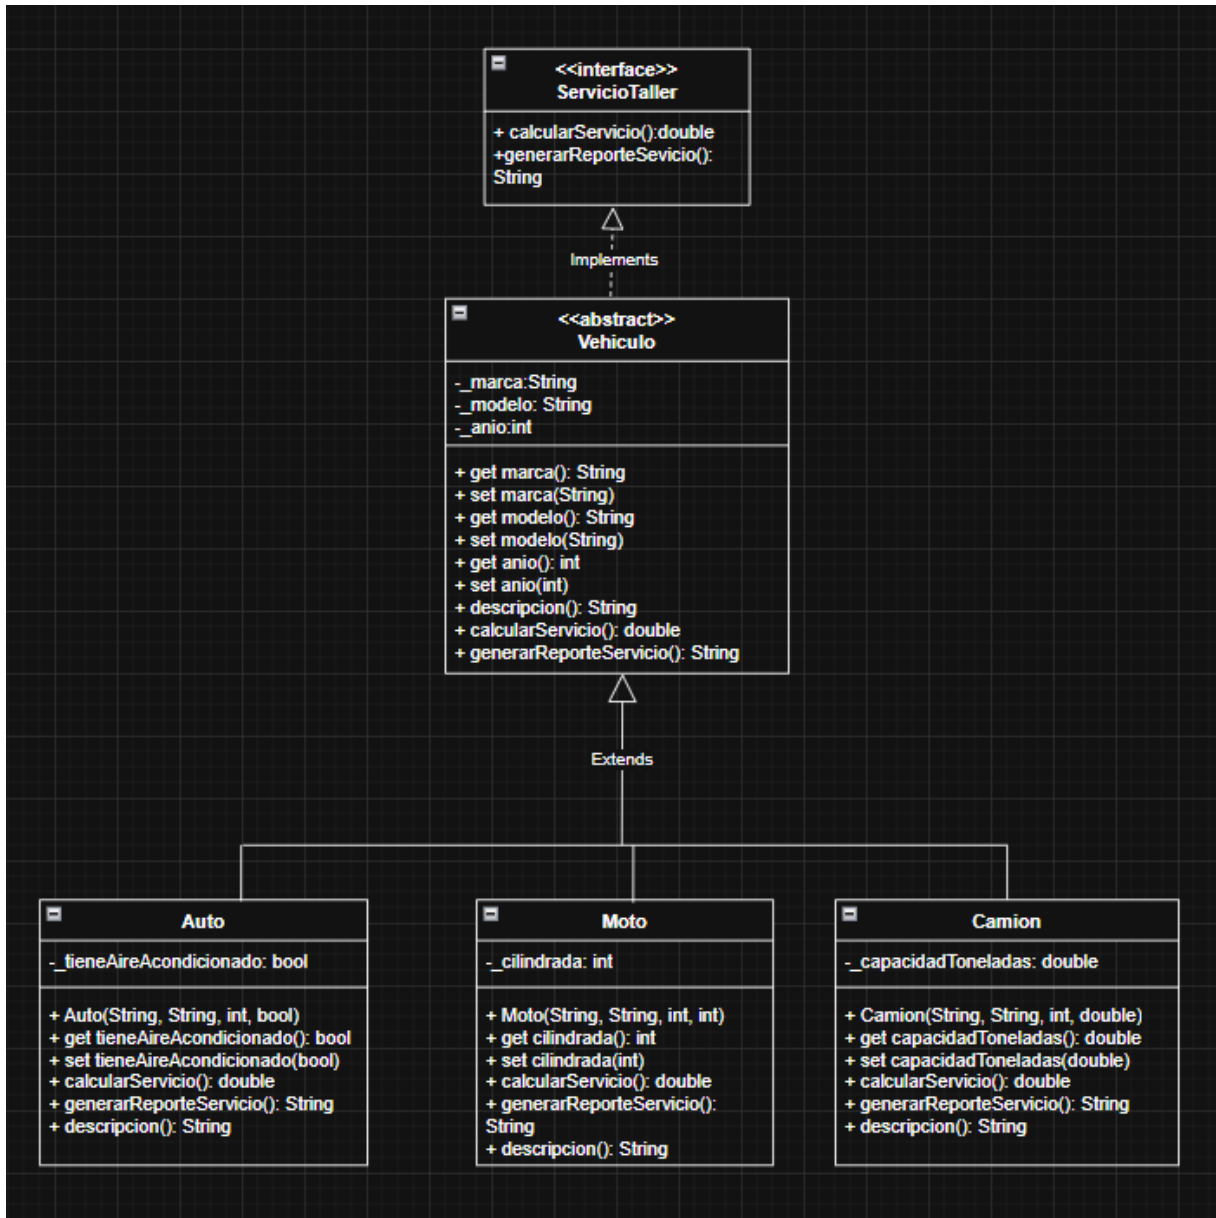 <<interface>>
ServicioTaller
+ calcularServicio():double
+generarReporteSevicio():
String
Implements
<<abstract>>
Vehiculo
-_marca:String
-_modelo: String
-_anio:int
+ get marca(): String
+ set marca(String)
+ get modelo(): String
+ set modelo(String)
+ get anio(): int
+ set anio(int)
+ descripcion(): String
+ calcularServicio(): double
+ generarReporteServicio(): String
Extends
Auto
-_tieneAireAcondicionado: bool
+ Auto(String, String, int, bool)
+ get tieneAireAcondicionado(): bool
+ set tieneAireAcondicionado(bool)
+ calcularServicio(): double
+ generarReporteServicio(): String
+ descripcion(): String
Moto
-_cilindrada: int
+ Moto(String, String, int, int)
+ get cilindrada(): int
+ set cilindrada(int)
+ calcularServicio(): double
+ generarReporteServicio():
String
+ descripcion(): String
Camion
-_capacidadToneladas: double
+ Camion(String, String, int, double)
+ get capacidadToneladas(): double
+ set capacidadToneladas(double)
+ calcularServicio(): double
+ generarReporteServicio(): String
+ descripcion(): String